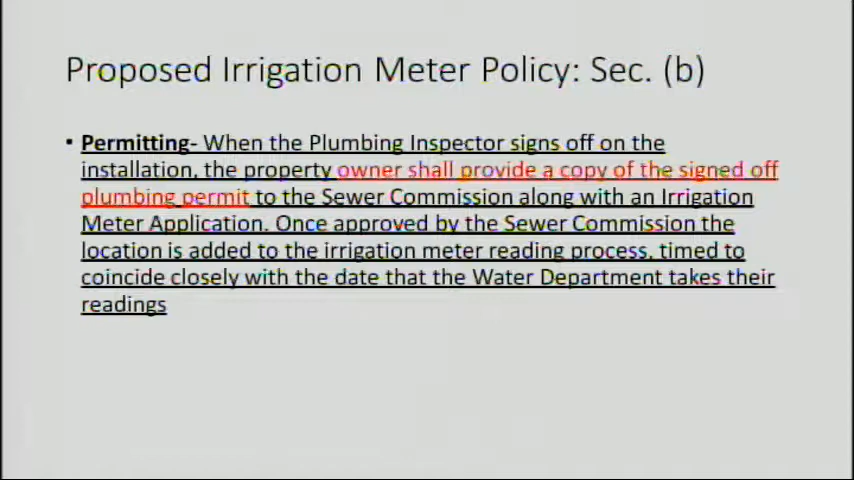 Proposed Irrigation Meter Policy: Sec. (b)
• Permitting- When the Plumbing Inspector signs off on the
installation, the property owner shall provide a copy of the signed off
plumbing permit to the Sewer Commission along with an Irrigation
Meter Application. Once approved by the Sewer Commission the
location is added to the irrigation meter reading process, timed to
coincide closely with the date that the Water Department takes their
readings